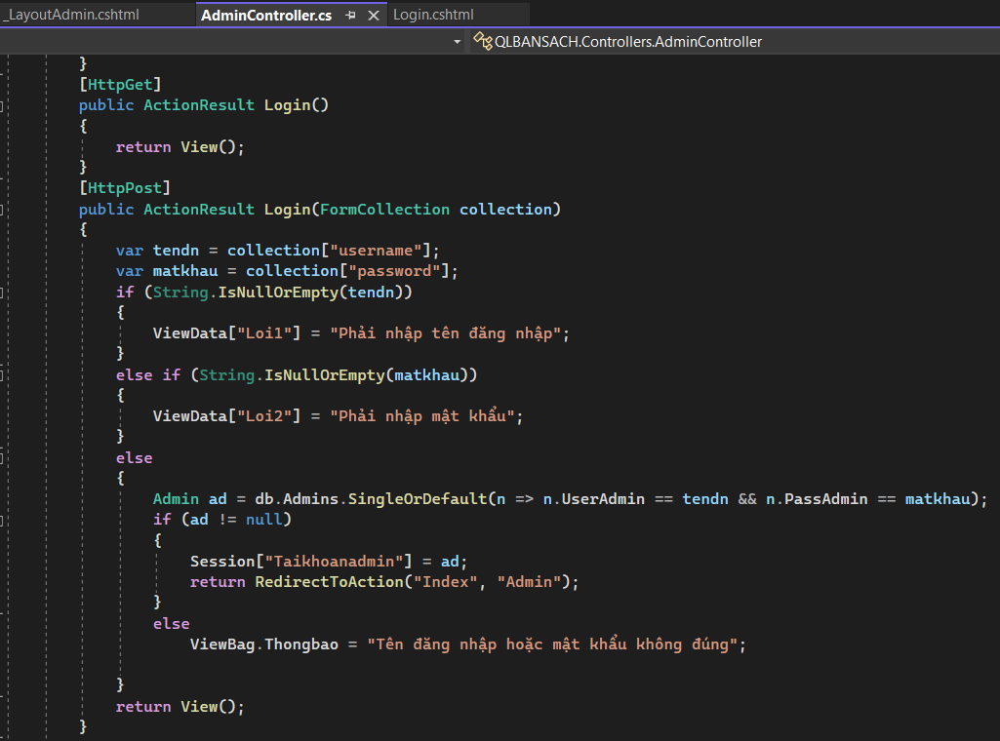 _LayoutAdmin.cshtml AdminController.cs Login.cshtml
QLBANSACH.Controllers.AdminController
}
[HttpGet]
public ActionResult Login()
{
return View();
}
[HttpPost]
public ActionResult Login(FormCollection collection)
{
var tendn = collection["username"];
var matkhau = collection["password"];
if (String.IsNullOrEmpty(tendn))
{
ViewData["Loi1"] = "Phải nhập tên đăng nhập";
}
else if (String.IsNullOrEmpty(matkhau))
{
ViewData["Loi2"] = "Phải nhập mật khẩu";
}
else
{
Admin ad = db.Admins.SingleOrDefault(n => n.UserAdmin == tendn && n.PassAdmin == matkhau);
if (ad != null)
{
Session["Taikhoanadmin"] = ad;
return RedirectToAction("Index", "Admin");
}
else
ViewBag.Thongbao = "Tên đăng nhập hoặc mật khẩu không đúng";
}
return View();
}